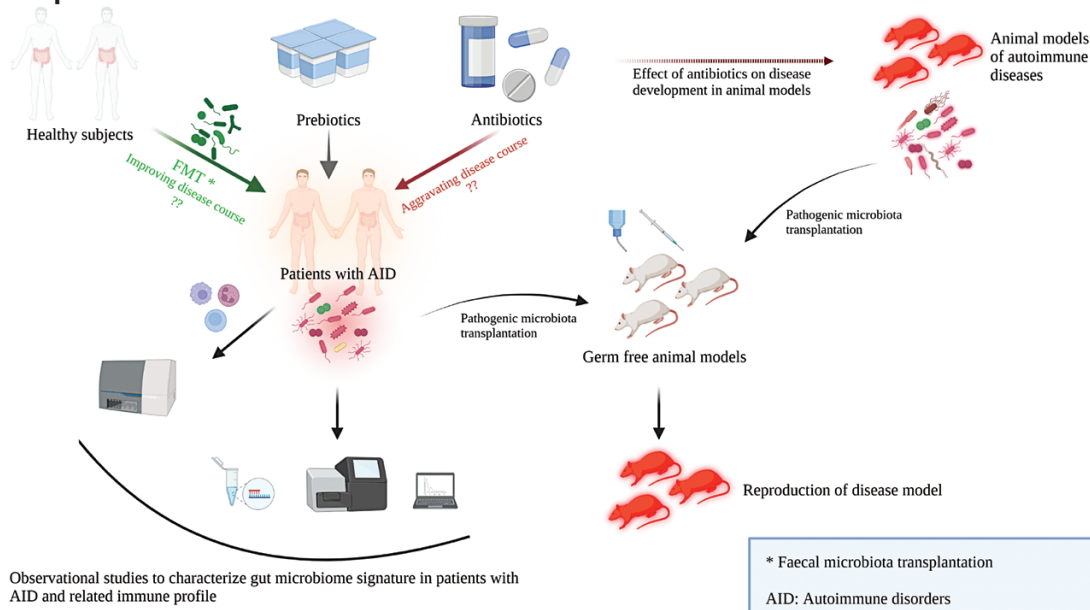 Healthy subjects
Prebiotics
Antibiotics
Effect of antibiotics on disease
development in animal models
Animal models
of autoimmune
diseases
FMT *
Improving disease course
??
Aggravating disease course
??
Pathogenic microbiota
transplantation
Patients with AID
Pathogenic microbiota
transplantation
Germ free animal models
Reproduction of disease model
Observational studies to characterize gut microbiome signature in patients with
AID and related immune profile
* Faecal microbiota transplantation
AID: Autoimmune disorders